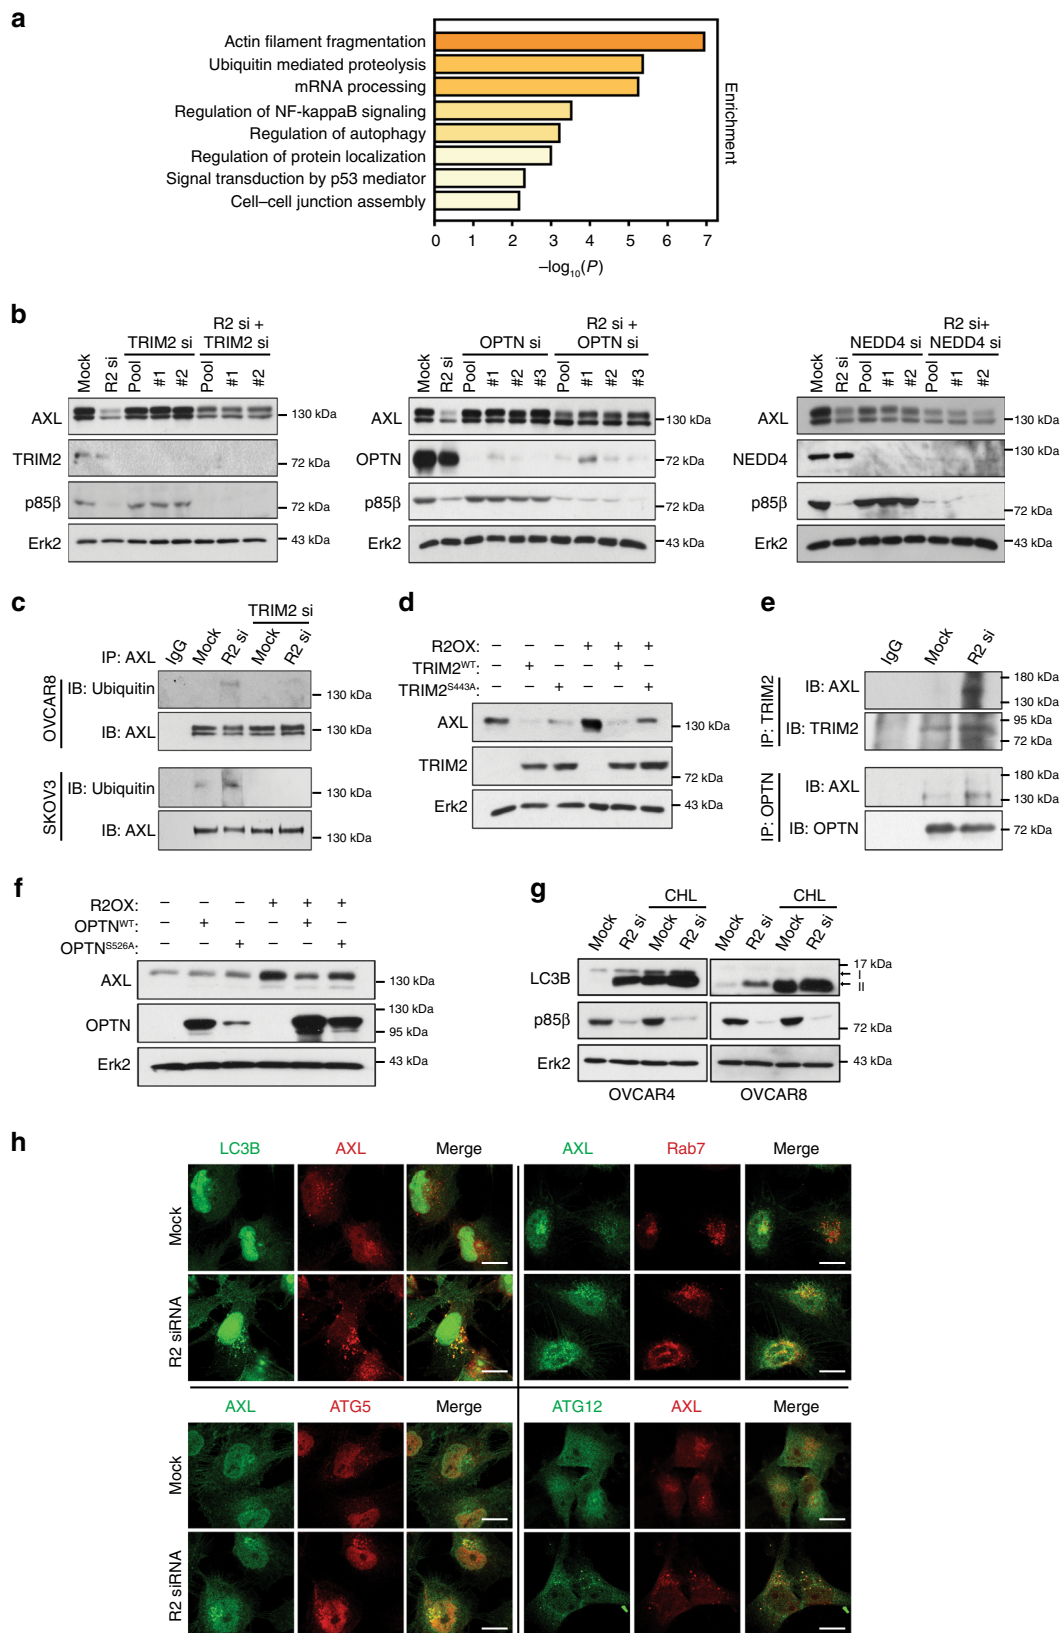 a
Actin filament fragmentation
Ubiquitin mediated proteolysis
mRNA processing
Regulation of NF-kappaB signaling
Regulation of autophagy
Regulation of protein localization
Signal transduction by p53 mediator
Cell–cell junction assembly
Enrichment
0 1 2 3 4 5 6 7
–log10(P)
b
Mock R2 si Pool #1 #2 Pool #1 #2
TRIM2 si
R2 si + TRIM2 si
AXL
130 kDa
TRIM2
72 kDa
p85β
72 kDa
Erk2
43 kDa
Mock R2 si Pool #1 #2 #3 Pool #1 #2 #3
OPTN si
R2 si + OPTN si
AXL
130 kDa
OPTN
72 kDa
p85β
72 kDa
Erk2
43 kDa
Mock R2 si Pool #1 #2 Pool #1 #2
NEDD4 si
R2 si+ NEDD4 si
AXL
130 kDa
NEDD4
130 kDa
p85β
72 kDa
Erk2
43 kDa
c
TRIM2 si
IP: AXL
IgG Mock R2 si Mock R2 si
OVCAR8
IB: Ubiquitin
130 kDa
IB: AXL
130 kDa
SKOV3
IB: Ubiquitin
130 kDa
IB: AXL
130 kDa
d
R2OX: – – – + + +
TRIM2WT: – + – – + –
TRIM2S443A: – – + – – +
AXL
130 kDa
TRIM2
72 kDa
Erk2
43 kDa
e
IgG Mock R2 si
IP: TRIM2
IB: AXL
180 kDa
130 kDa
IB: TRIM2
95 kDa
72 kDa
IP: OPTN
IB: AXL
180 kDa
130 kDa
IB: OPTN
72 kDa
f
R2OX: – – – + + +
OPTNWT: – + – – + –
OPTNS526A: – – + – – +
AXL
130 kDa
OPTN
130 kDa
95 kDa
Erk2
43 kDa
g
CHL
CHL
Mock R2 si Mock R2 si Mock R2 si Mock R2 si
LC3B
17 kDa
I
II
p85β
72 kDa
Erk2
43 kDa
OVCAR4
OVCAR8
h
LC3B AXL Merge AXL Rab7 Merge
Mock
R2 siRNA
AXL ATG5 Merge ATG12 AXL Merge
Mock
R2 siRNA